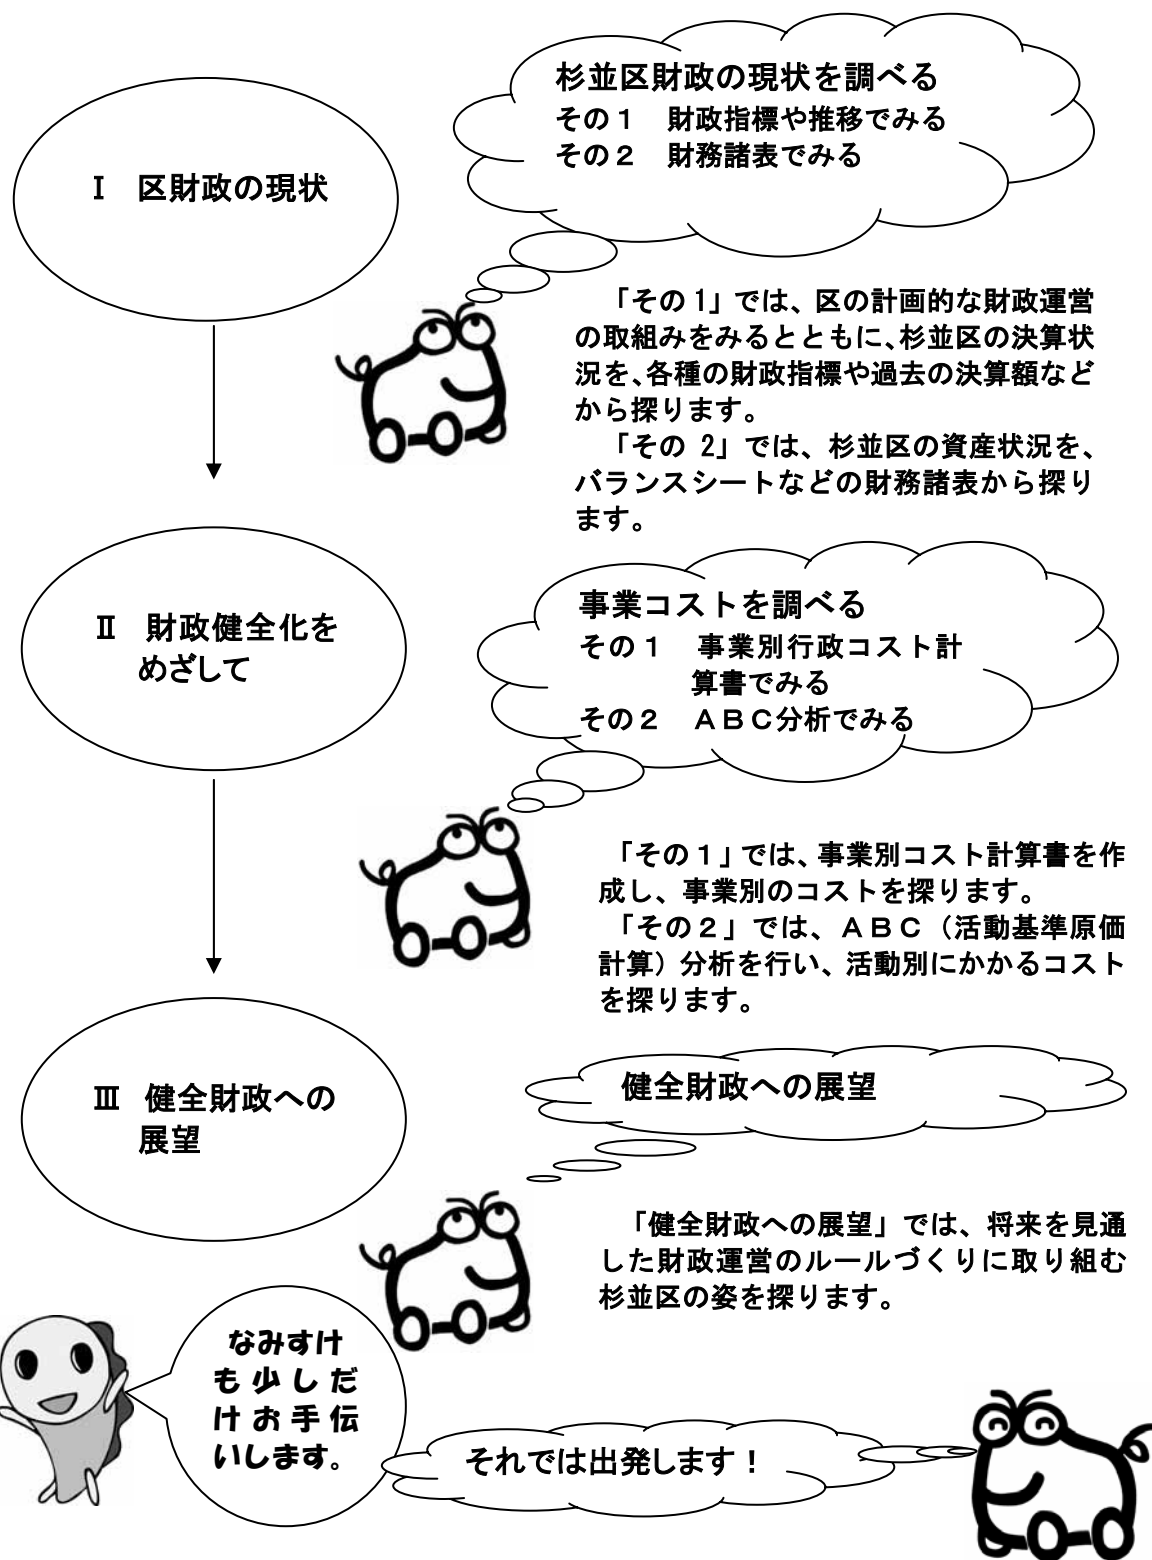 杉並区財政の現状を調べる
その１　財政指標や推移でみる
その２　財務諸表でみる
Ⅰ　区財政の現状
「その1」では、区の計画的な財政運営
の取組みをみるとともに、杉並区の決算状
況を、各種の財政指標や過去の決算額など
から探ります。
「その 2」では、杉並区の資産状況を、
バランスシートなどの財務諸表から探り
ます。
Ⅱ　財政健全化を
めざして
事業コストを調べる
その１　事業別行政コスト計
算書でみる
その２　ＡＢＣ分析でみる
「その１」では、事業別コスト計算書を作
成し、事業別のコストを探ります。
「その２」では、ＡＢＣ（活動基準原価
計算）分析を行い、活動別にかかるコスト
を探ります。
Ⅲ　健全財政への
展望
健全財政への展望
「健全財政への展望」では、将来を見通
した財政運営のルールづくりに取り組む
杉並区の姿を探ります。
なみすけ
も少しだ
けお手伝
いします。
それでは出発します！